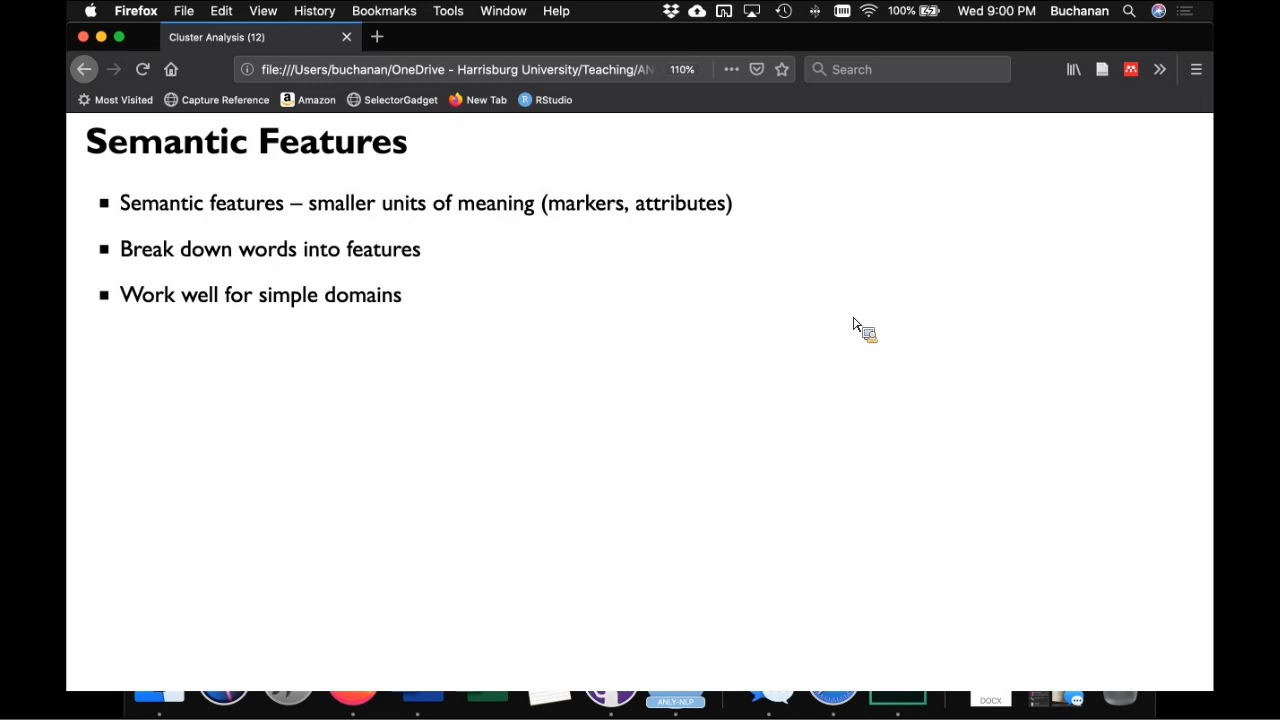 Firefox File Edit View History Bookmarks Tools Window Help 100% Wed 9:00 PM Buchanan
Cluster Analysis (12)
file:///Users/buchanan/OneDrive - Harrisburg University/Teaching/AN 110% Search
Most Visited Capture Reference Amazon SelectorGadget New Tab RStudio
Semantic Features
Semantic features – smaller units of meaning (markers, attributes)
Break down words into features
Work well for simple domains
ANLY-NLP DOCX